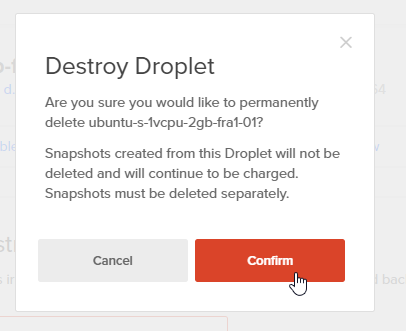 Destroy Droplet
Are you sure you would like to permanently
delete ubuntu-s-1vcpu-2gb-fra1-01?
Snapshots created from this Droplet will not be
deleted and will continue to be charged.
Snapshots must be deleted separately.
Cancel
Confirm